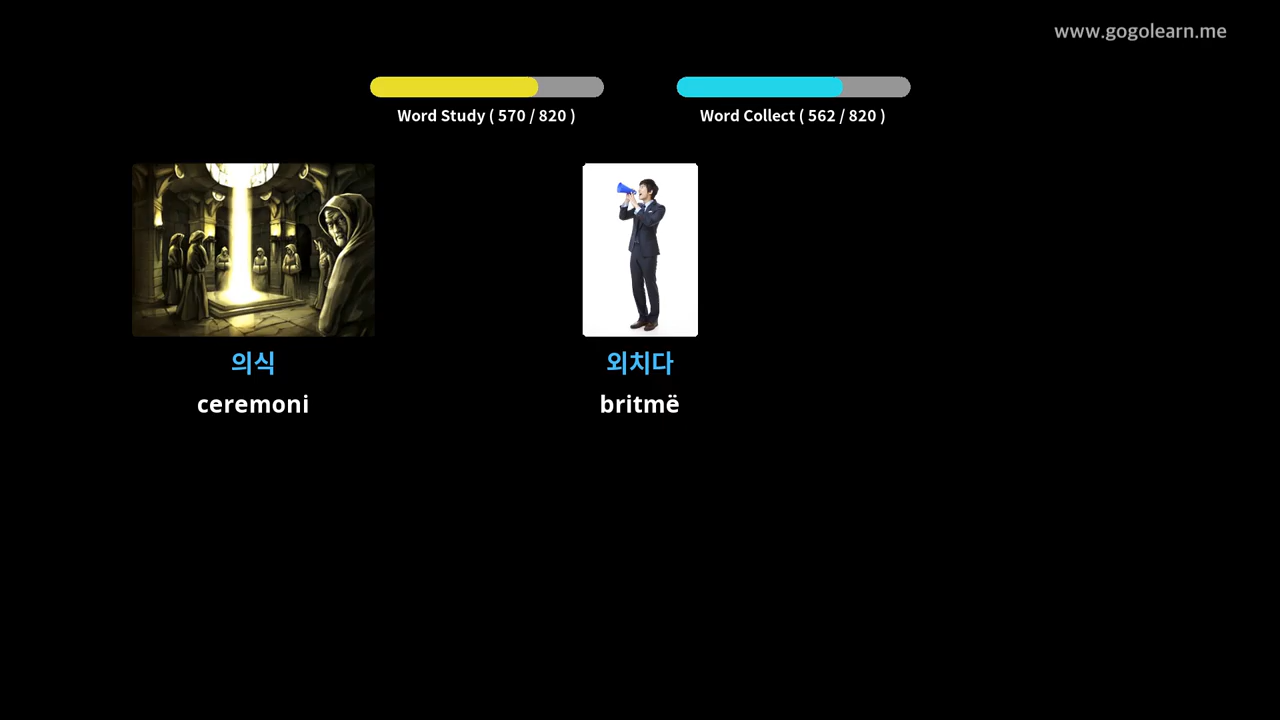 www.gogolearn.me
Word Study ( 570 / 820 )
Word Collect ( 562 / 820 )
의식
외치다
ceremoni
britmë